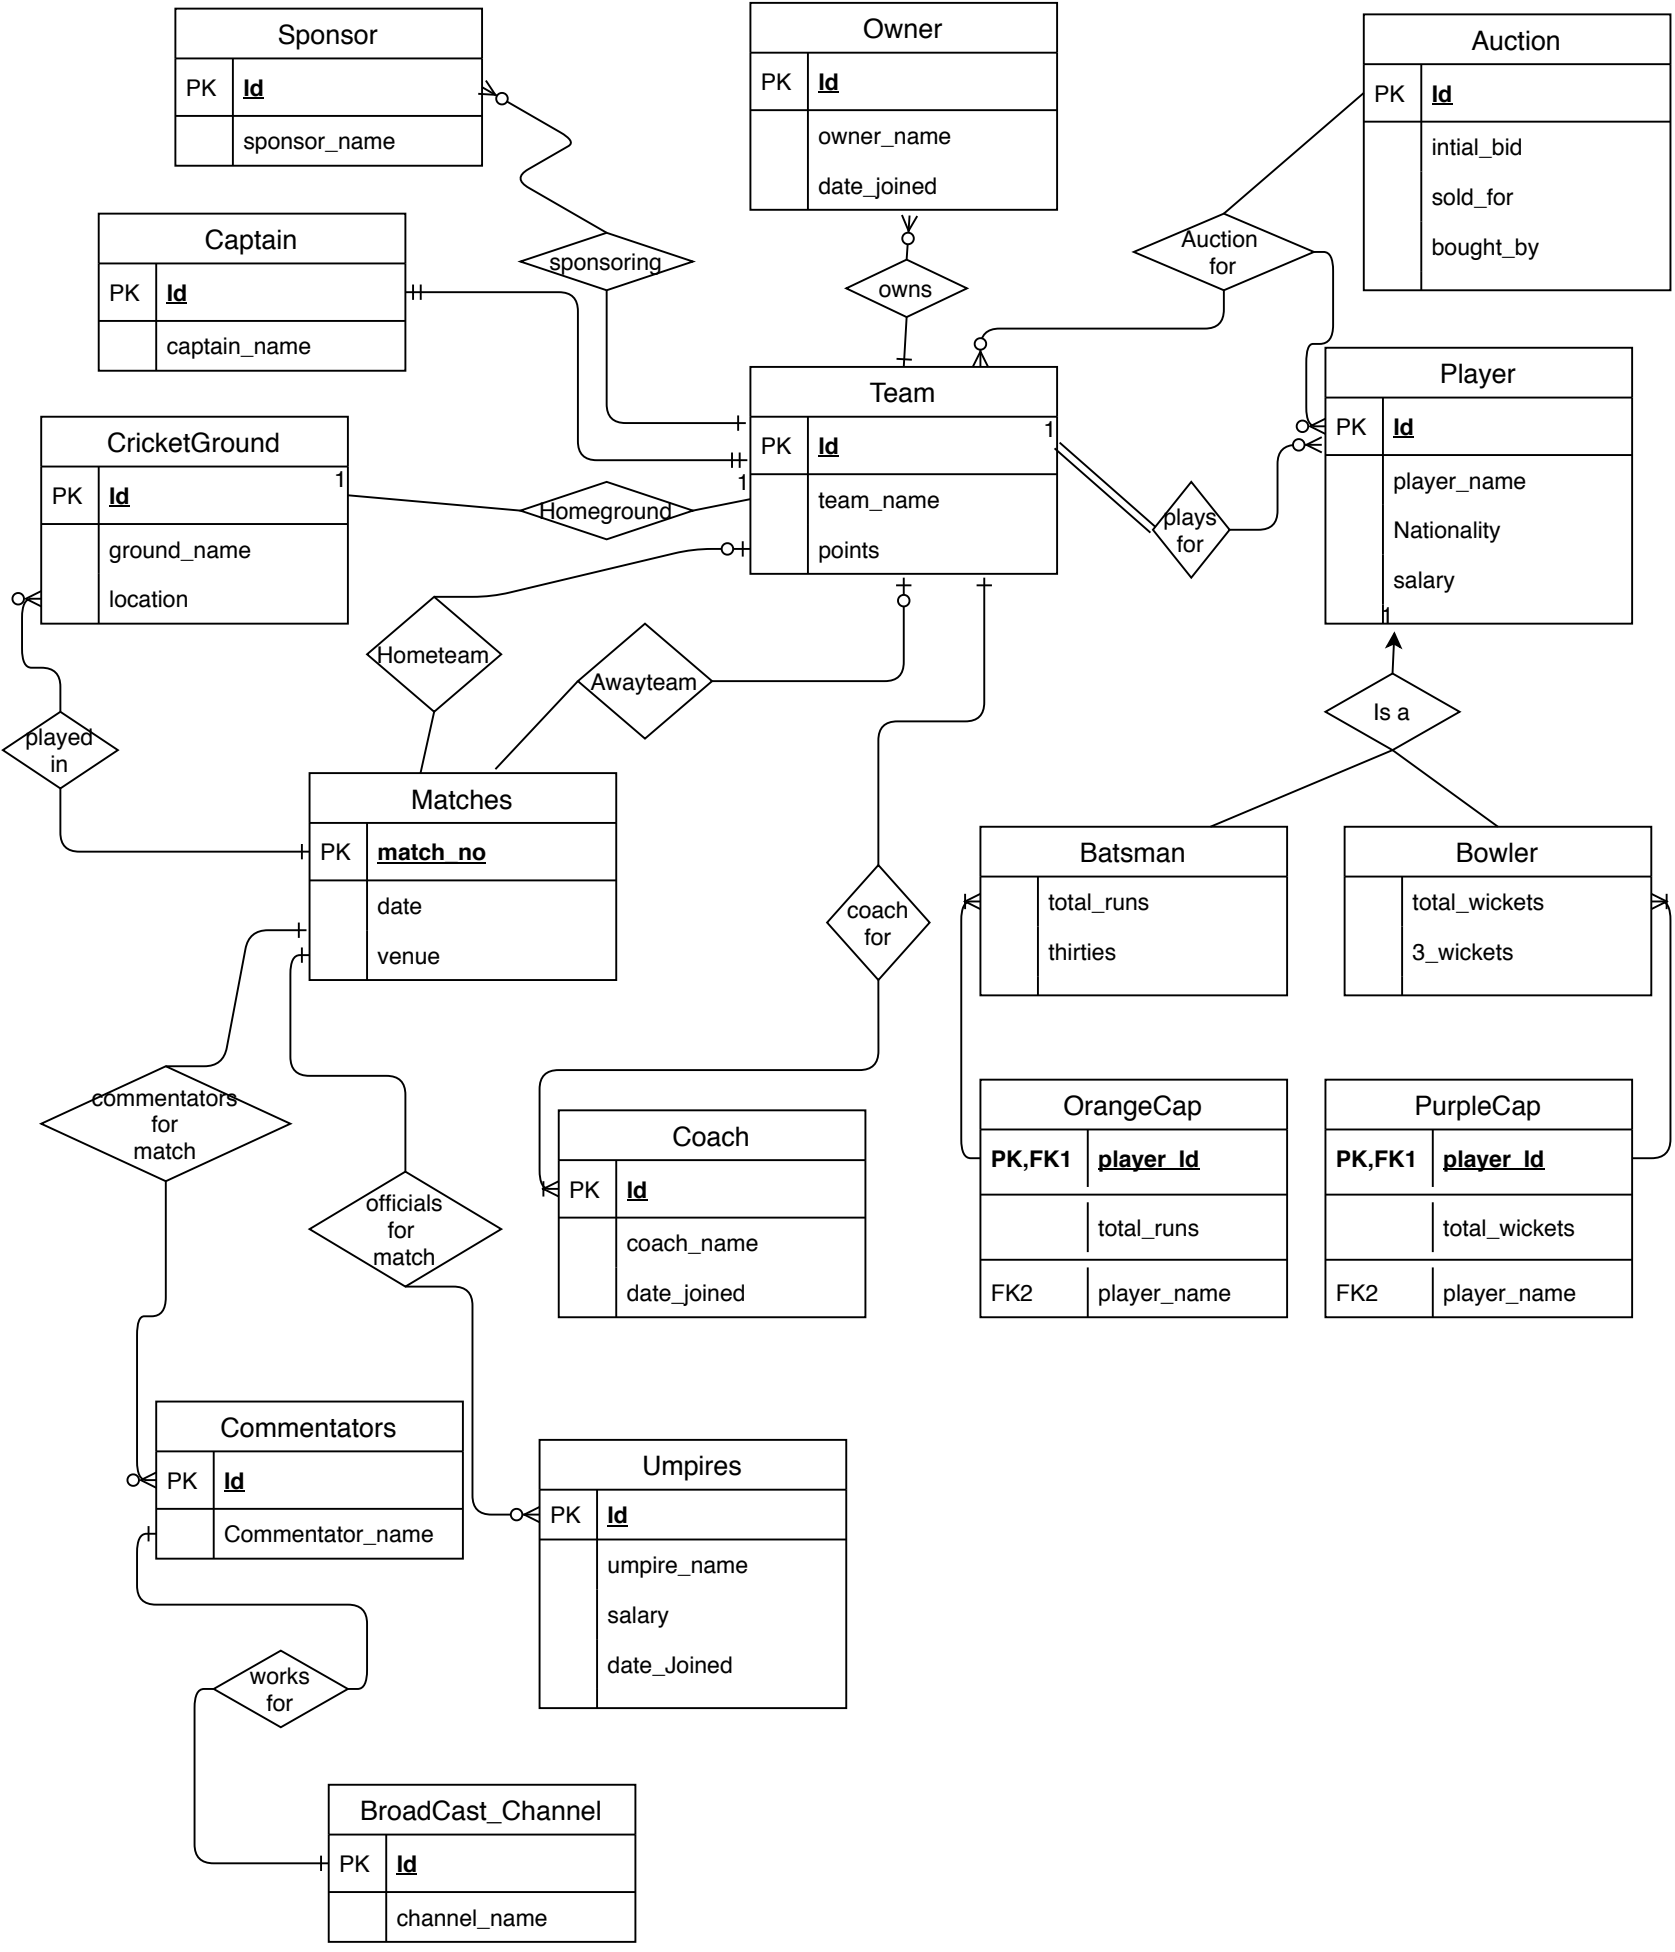 Sponsor
PK Id
sponsor_name
Owner
PK Id
owner_name
date_joined
Auction
PK Id
intial_bid
sold_for
bought_by
Captain
PK Id
captain_name
sponsoring
owns
Auction
for
Team
1
PK Id
team_name
points
Player
PK Id
player_name
Nationality
salary
1
CricketGround
1
PK Id
ground_name
location
Homeground
1
plays
for
Hometeam
Awayteam
played
in
Is a
Matches
PK match_no
date
venue
Batsman
total_runs
thirties
Bowler
total_wickets
3_wickets
coach
for
commentators
for
match
officials
for
match
Coach
PK Id
coach_name
date_joined
OrangeCap
PK,FK1 player_Id
total_runs
FK2 player_name
PurpleCap
PK,FK1 player_Id
total_wickets
FK2 player_name
Commentators
PK Id
Commentator_name
Umpires
PK Id
umpire_name
salary
date_Joined
works
for
BroadCast_Channel
PK Id
channel_name